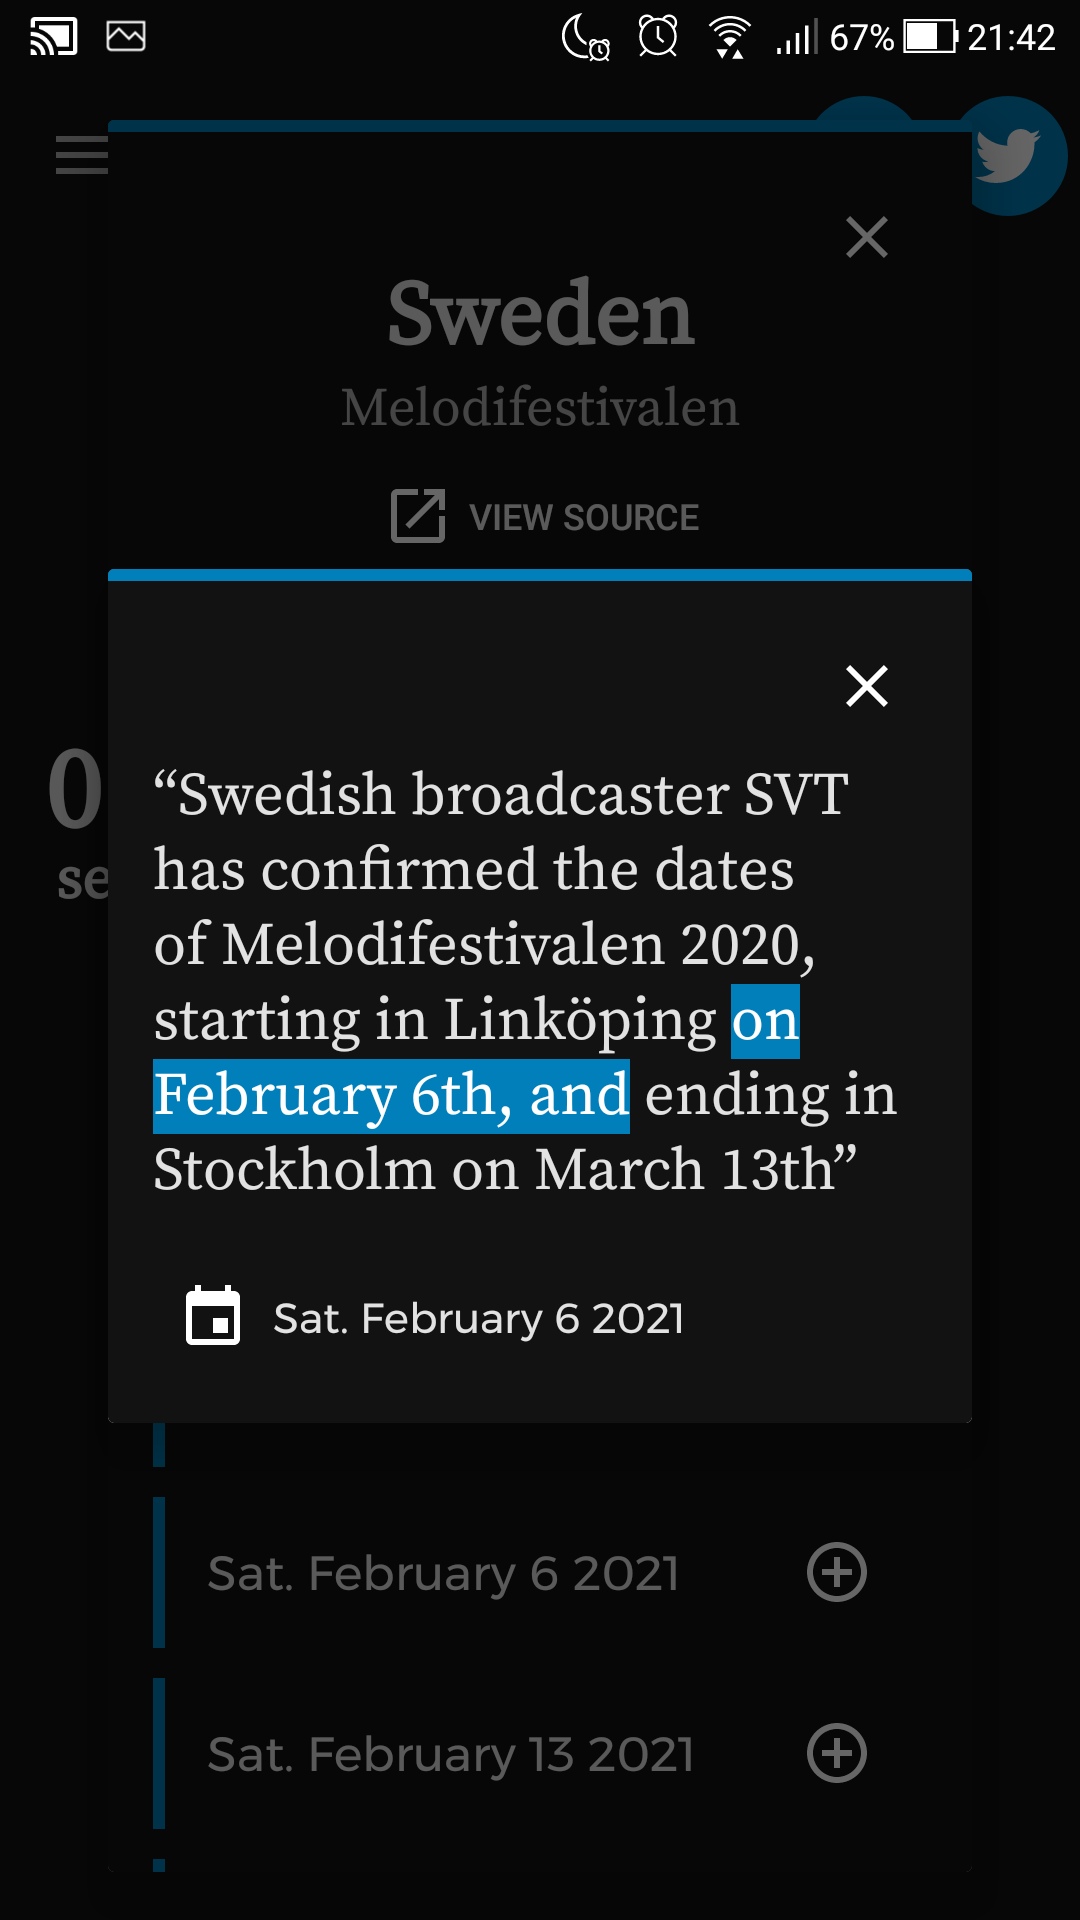 67% 21:42
Sweden
Melodifestivalen
VIEW SOURCE
0
se
“Swedish broadcaster SVT
has confirmed the dates
of Melodifestivalen 2020,
starting in Linköping on
February 6th, and ending in
Stockholm on March 13th”
Sat. February 6 2021
Sat. February 6 2021
Sat. February 13 2021